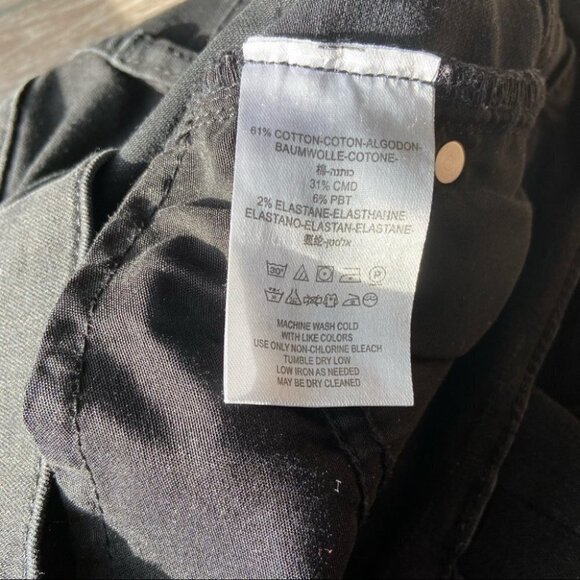 61% COTTON-COTON-ALGODON-
BAUMWOLLE-COTONE-
棉-כותנה
31% CMD
6% PBT
2% ELASTANE-ELASTHANNE
ELASTANO-ELASTAN-ELASTANE
氨纶-אלסטן
30°
P
MACHINE WASH COLD
WITH LIKE COLORS
USE ONLY NON-CHLORINE BLEACH
TUMBLE DRY LOW
LOW IRON AS NEEDED
MAY BE DRY CLEANED